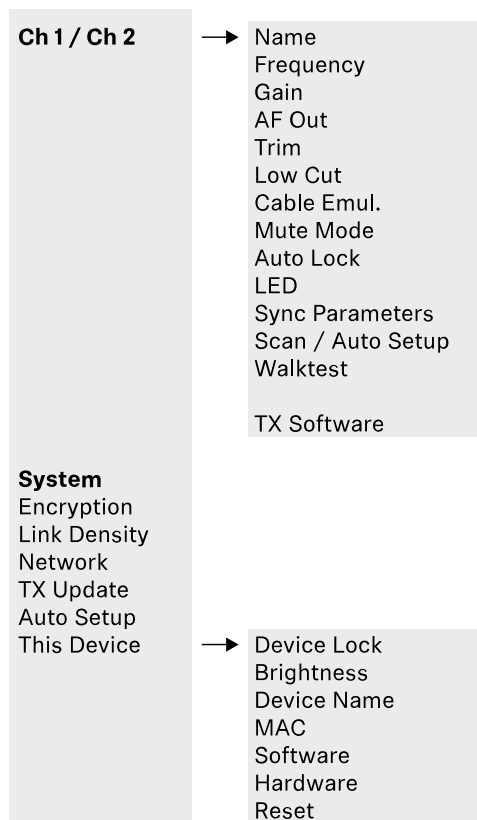 Ch 1 / Ch 2
Name
Frequency
Gain
AF Out
Trim
Low Cut
Cable Emul.
Mute Mode
Auto Lock
LED
Sync Parameters
Scan / Auto Setup
Walktest
TX Software
System
Encryption
Link Density
Network
TX Update
Auto Setup
This Device
Device Lock
Brightness
Device Name
MAC
Software
Hardware
Reset